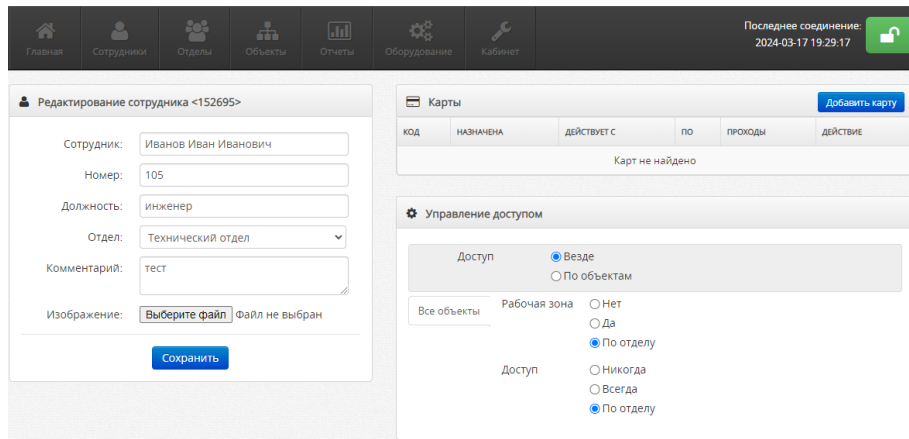 Главная Сотрудники Отделы Объекты Отчеты Оборудование Кабинет
Последнее соединение:
2024-03-17 19:29:17
Редактирование сотрудника <152695>
Сотрудник: Иванов Иван Иванович
Номер: 105
Должность: инженер
Отдел: Технический отдел
Комментарий: тест
Изображение: Выберите файл Файл не выбран
Сохранить
Карты Добавить карту
КОД НАЗНАЧЕНА ДЕЙСТВУЕТ С ПО ПРОХОДЫ ДЕЙСТВИЕ
Карт не найдено
Управление доступом
Доступ Везде
По объектам
Все объекты
Рабочая зона Нет
Да
По отделу
Доступ Никогда
Всегда
По отделу